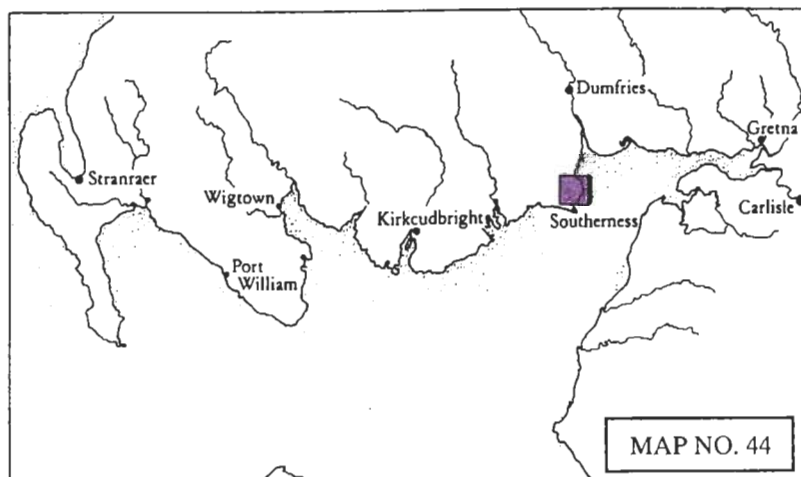 Dumfries
Gretna
Stranraer
Wigtown
Kirkcudbright
Southerness
Carlisle
Port
William
MAP NO. 44